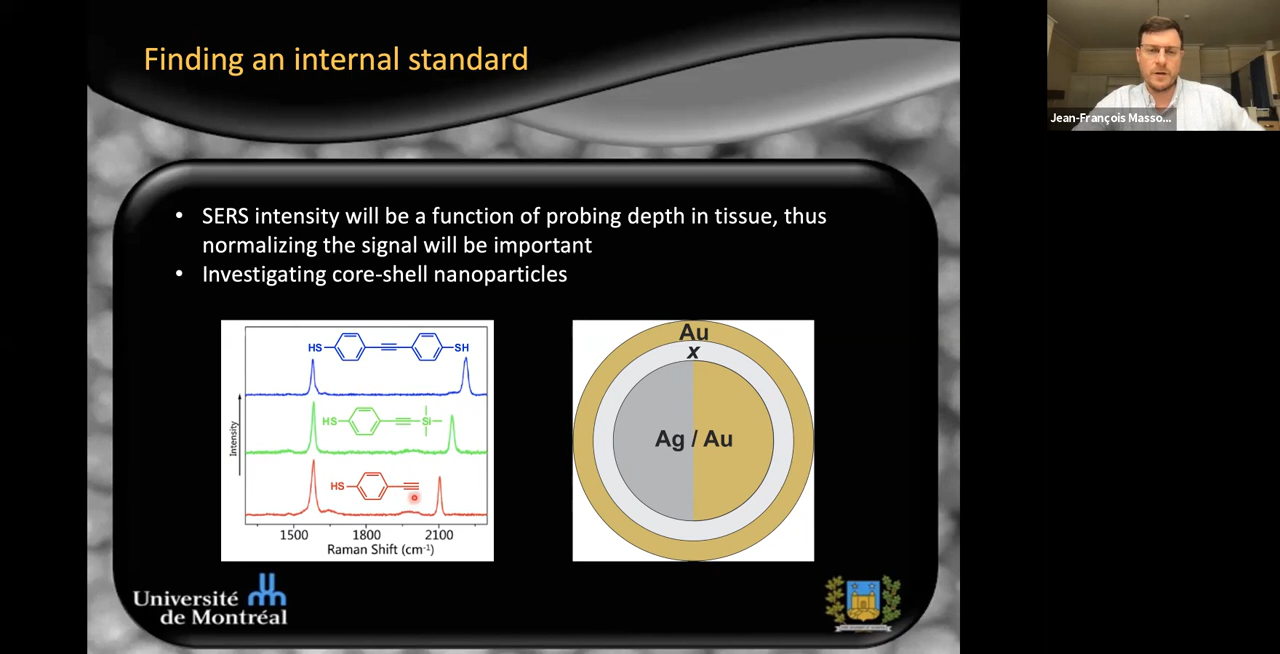 Finding an internal standard
Jean-François Masso...
• SERS intensity will be a function of probing depth in tissue, thus
normalizing the signal will be important
• Investigating core-shell nanoparticles
HS SH
HS Si
HS
Intensity
1500 1800 2100
Raman Shift (cm⁻¹)
Au
x
Ag / Au
Université
de Montréal